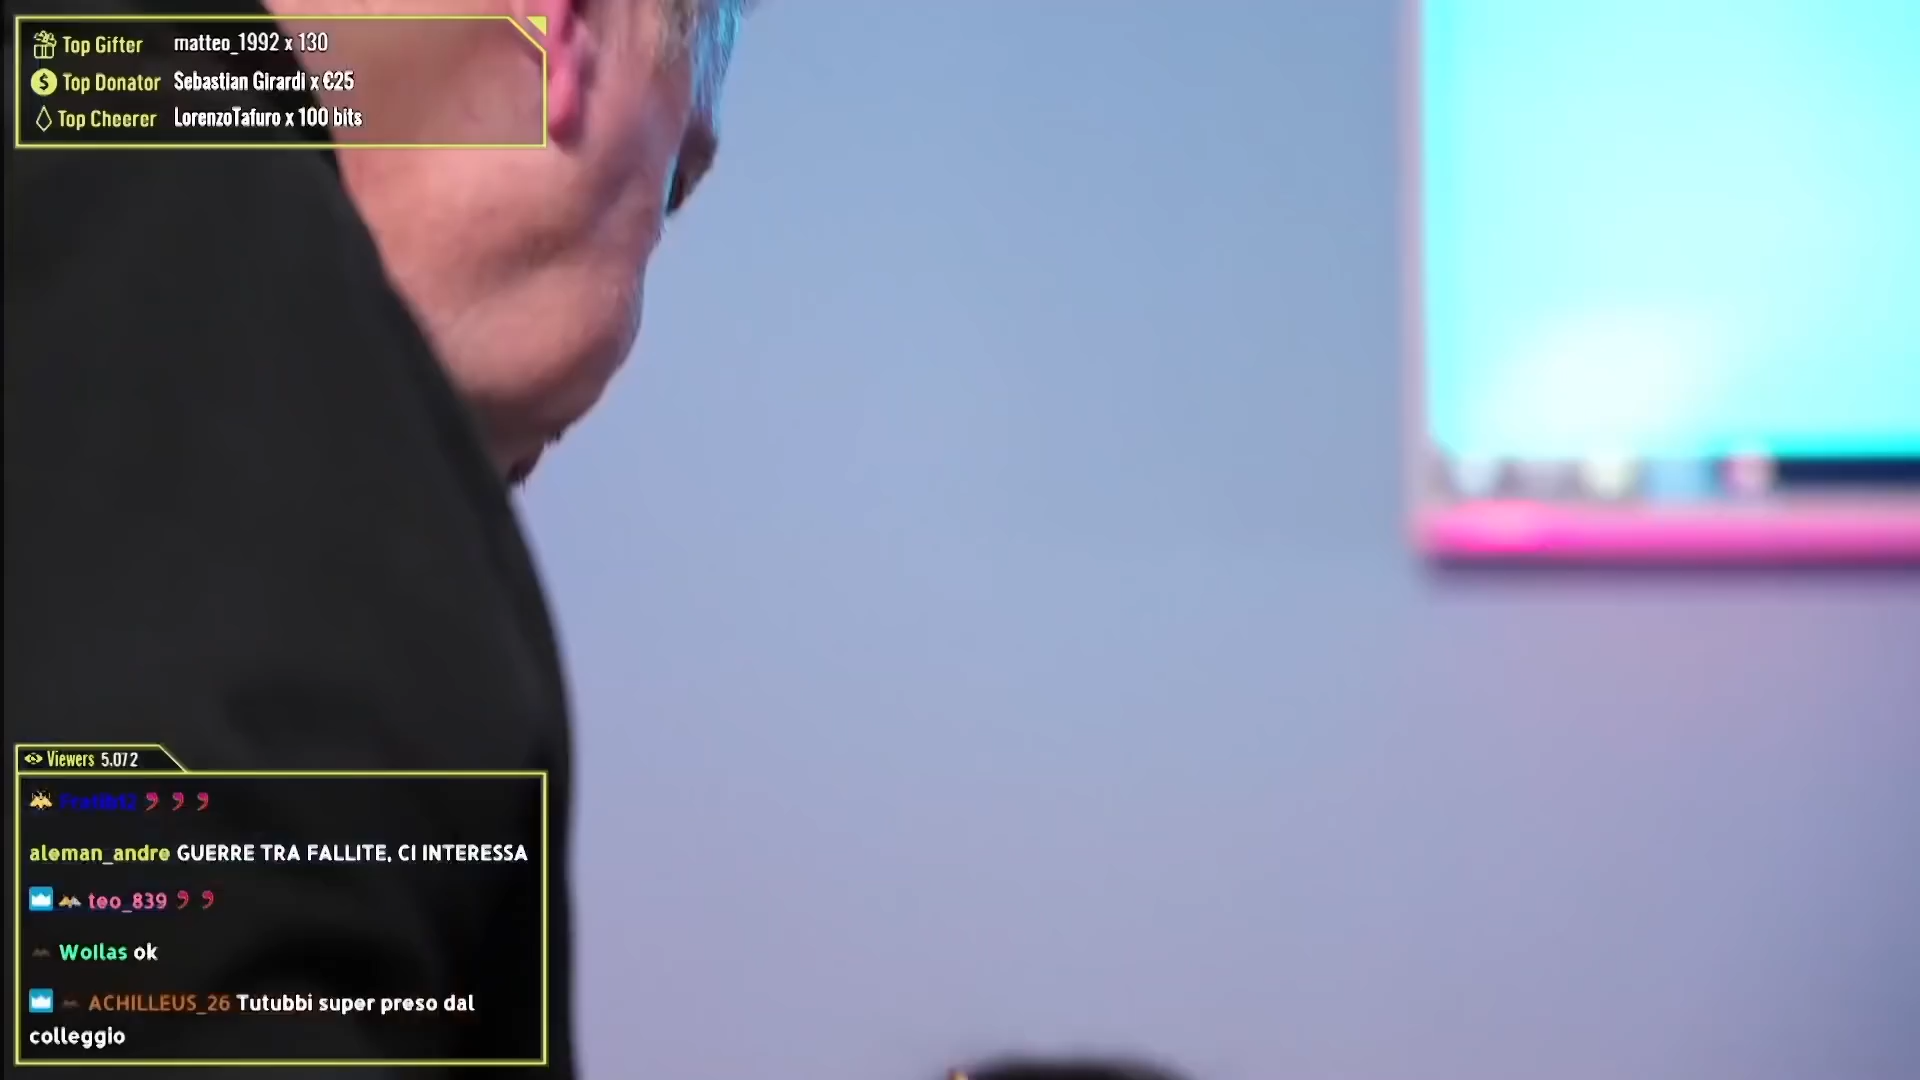 Top Gifter matteo_1992 x 130
Top Donator Sebastian Girardi x €25
Top Cheerer LorenzoTafuro x 100 bits
Viewers 5.072
aleman_andre GUERRE TRA FALLITE, CI INTERESSA
teo_839
Wollas ok
ACHILLEUS_26 Tutubbi super preso dal
colleggio